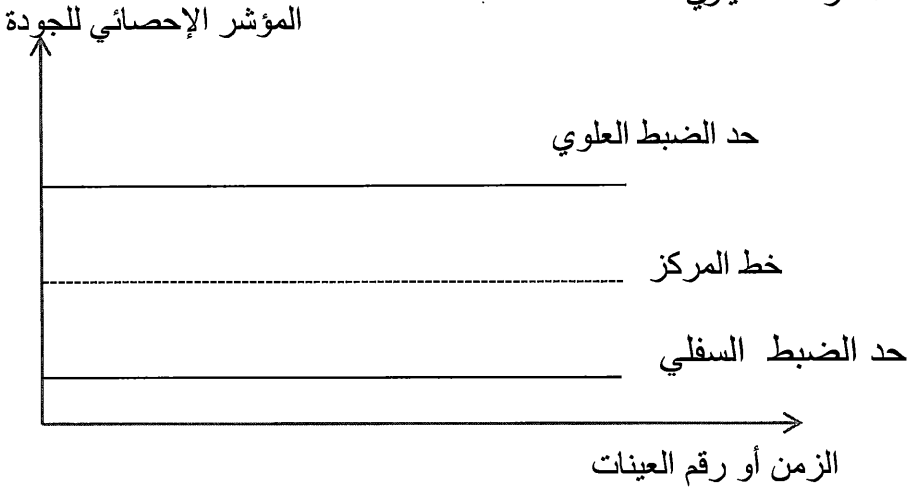 المؤشر الإحصائي للجودة
حد الضبط العلوي
خط المركز
حد الضبط السفلي
الزمن أو رقم العينات